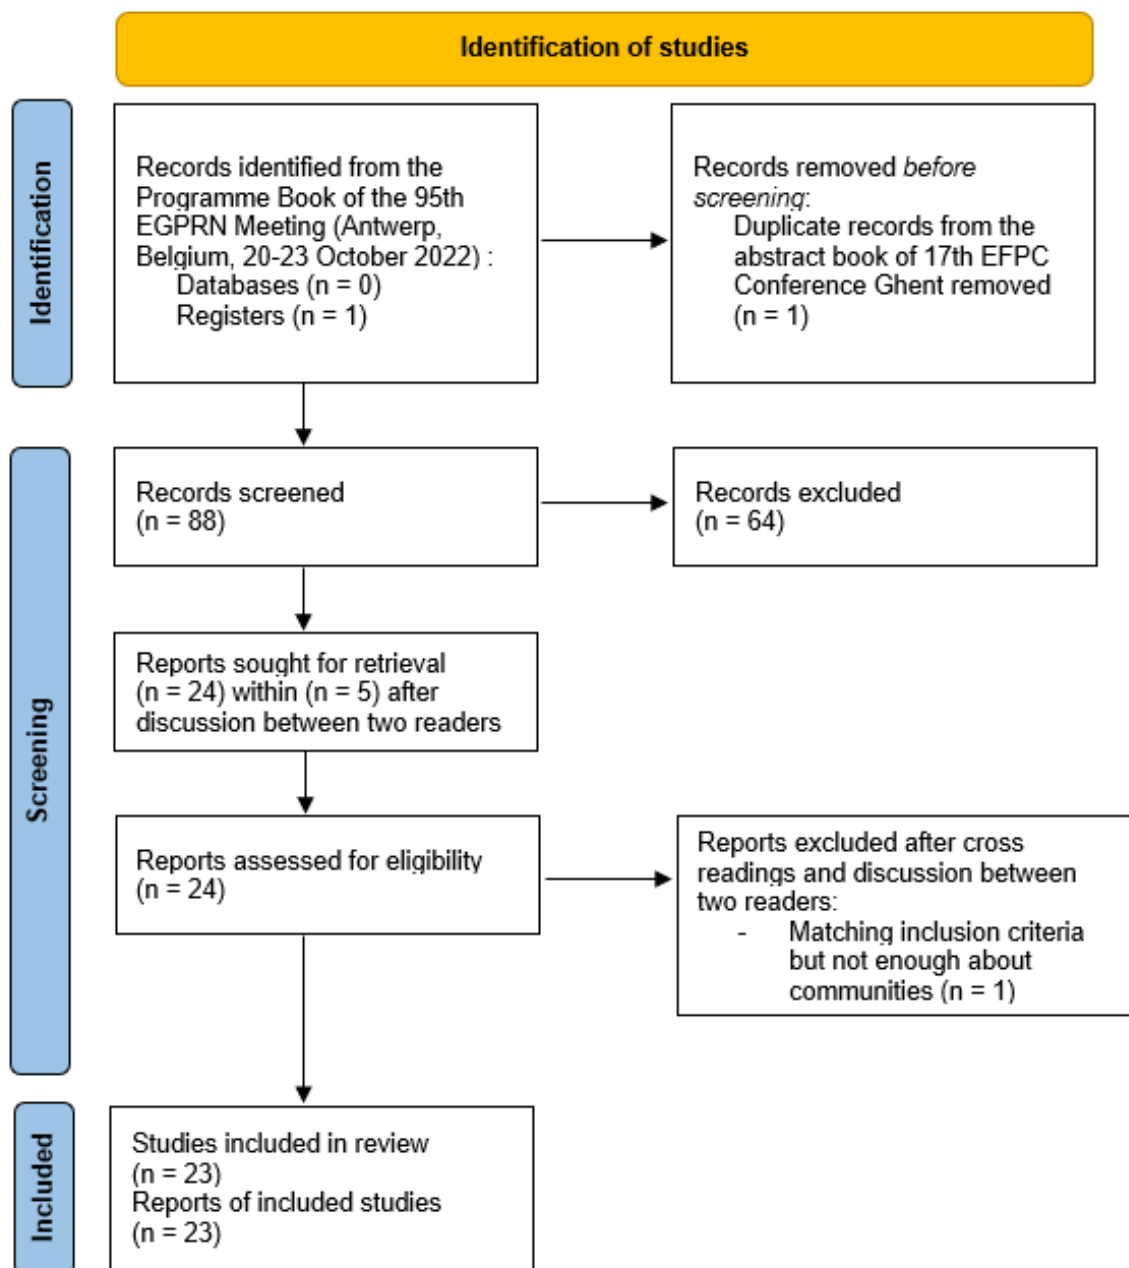 Identification of studies
Identification
Records identified from the
Programme Book of the 95th
EGPRN Meeting (Antwerp,
Belgium, 20-23 October 2022) :
Databases (n = 0)
Registers (n = 1)
Records removed before
screening:
Duplicate records from the
abstract book of 17th EFPC
Conference Ghent removed
(n = 1)
Screening
Records screened
(n = 88)
Records excluded
(n = 64)
Reports sought for retrieval
(n = 24) within (n = 5) after
discussion between two readers
Reports assessed for eligibility
(n = 24)
Reports excluded after cross
readings and discussion between
two readers:
- Matching inclusion criteria
but not enough about
communities (n = 1)
Included
Studies included in review
(n = 23)
Reports of included studies
(n = 23)